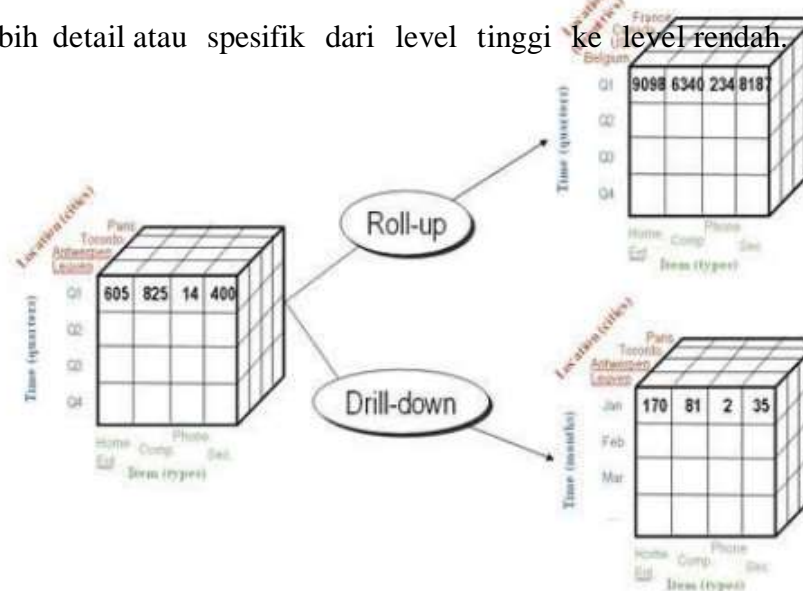 bih detail atau spesifik dari level tinggi ke level rendah.
France
Belgium
Q1 9098 6340 234 8187
Q2
Q3
Q4
Time (quarters)
Home Comp Phone Sec
Ent
Item (types)
Roll-up
Location (cities)
Paris
Toronto
Antwerpen
Leuven
Q1 605 825 14 400
Q2
Q3
Q4
Time (quarters)
Home Comp. Phone Sec.
Ent
Item (types)
Drill-down
Location (cities)
Paris
Toronto
Antwerpen
Leuven
Jan 170 81 2 35
Feb
Mar
...
Time (months)
Home Comp. Phone Sec.
Ent
Item (types)